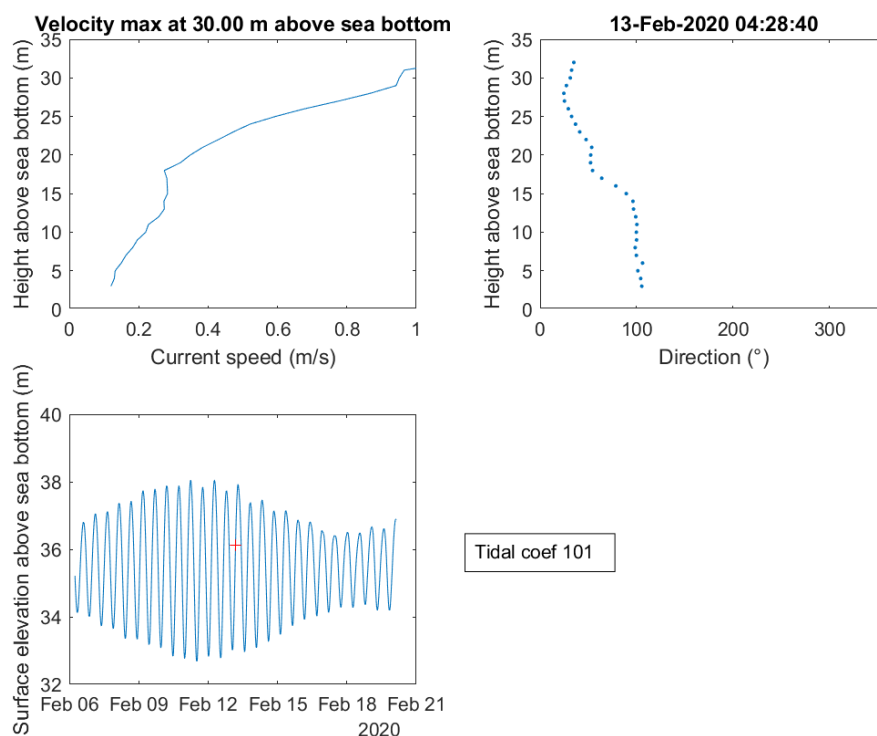 Velocity max at 30.00 m above sea bottom
35
30
25
20
15
10
5
0
Height above sea bottom (m)
0 0.2 0.4 0.6 0.8 1
Current speed (m/s)
13-Feb-2020 04:28:40
35
30
25
20
15
10
5
0
Height above sea bottom (m)
0 100 200 300
Direction (°)
40
38
36
34
32
Surface elevation above sea bottom (m)
Feb 06 Feb 09 Feb 12 Feb 15 Feb 18 Feb 21
2020
Tidal coef 101